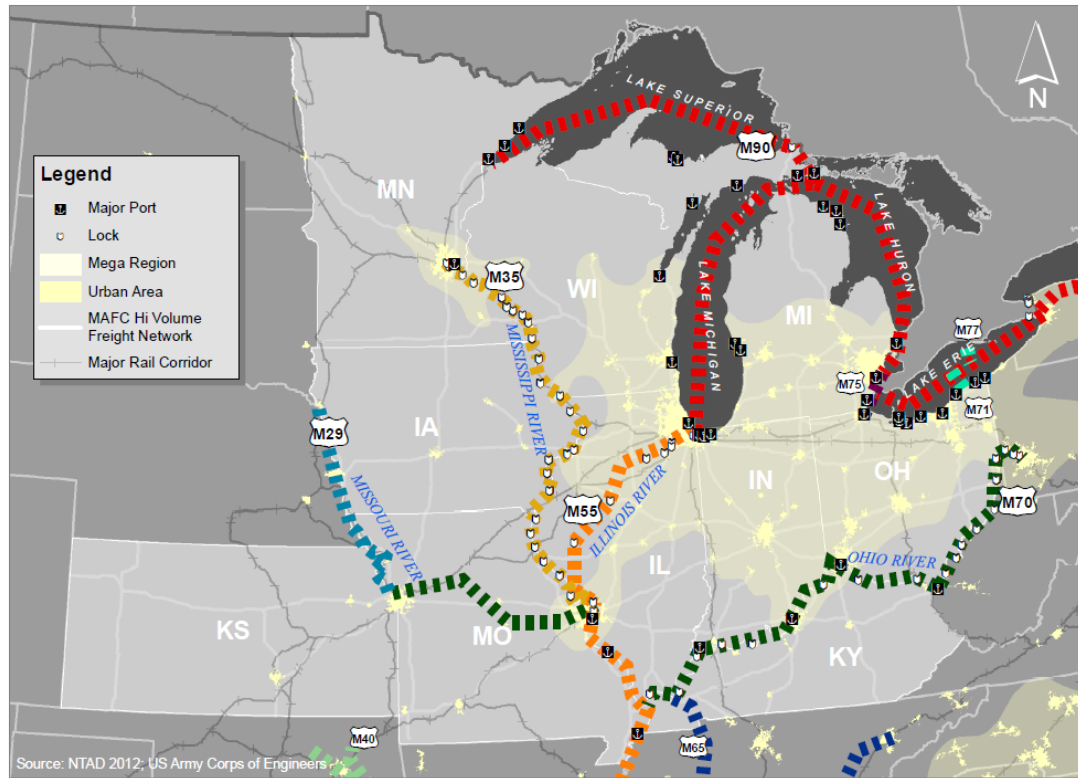 LAKE SUPERIOR
N
M90
Legend
Major Port
Lock
Mega Region
Urban Area
MAFC Hi Volume
Freight Network
Major Rail Corridor
MN
M35
WI
LAKE MICHIGAN
LAKE HURON
MI
MISSISSIPPI RIVER
M77
LAKE ERIE
M75
M71
M29
IA
MISSOURI RIVER
M55
ILLINOIS RIVER
IN
OH
M70
IL
OHIO RIVER
KS
MO
KY
M40
M65
Source: NTAD 2012; US Army Corps of Engineers